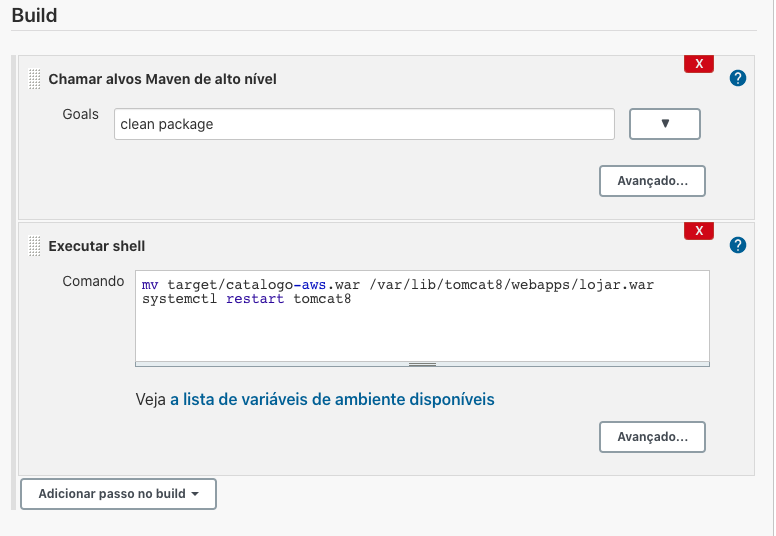 Build
X
Chamar alvos Maven de alto nível
?
Goals
clean package
▼
Avançado...
X
Executar shell
?
Comando
mv target/catalogo-aws.war /var/lib/tomcat8/webapps/lojar.war
systemctl restart tomcat8
Veja a lista de variáveis de ambiente disponíveis
Avançado...
Adicionar passo no build